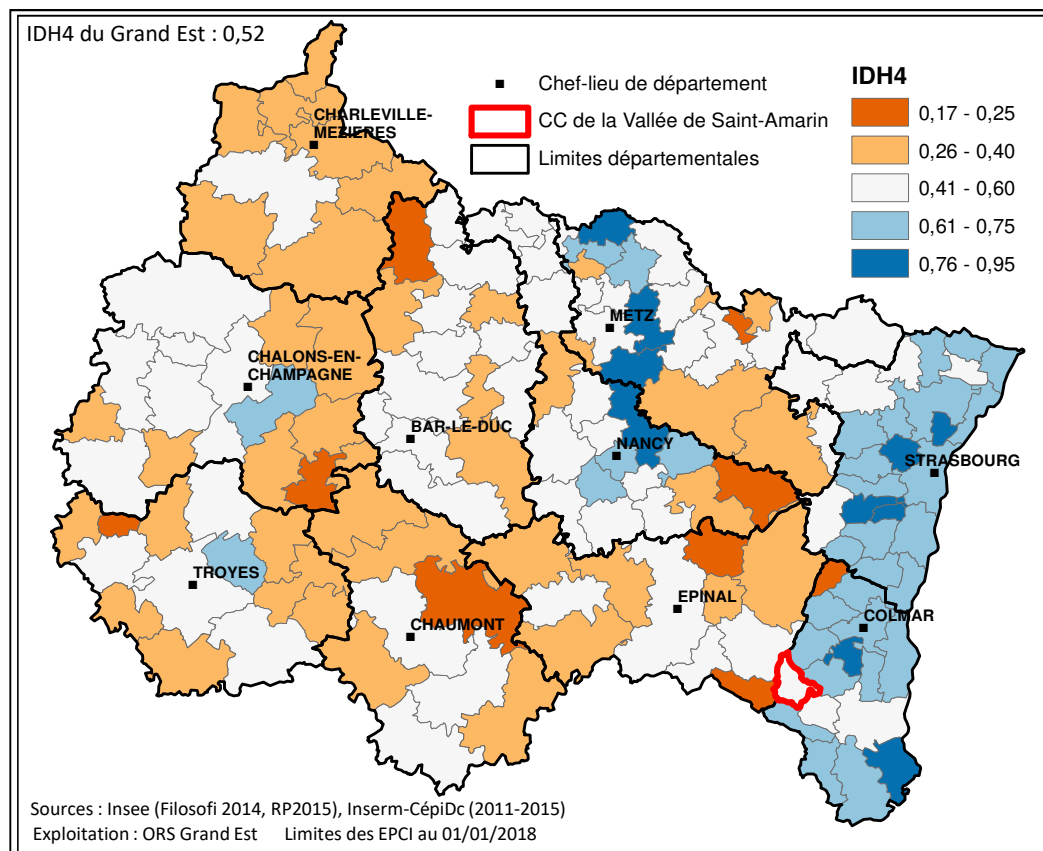 IDH4 du Grand Est : 0,52
Chef-lieu de département
CC de la Vallée de Saint-Amarin
Limites départementales
IDH4
0,17 - 0,25
0,26 - 0,40
0,41 - 0,60
0,61 - 0,75
0,76 - 0,95
CHARLEVILLE-
MEZIERES
METZ
CHALONS-EN-
CHAMPAGNE
BAR-LE-DUC
NANCY
STRASBOURG
TROYES
CHAUMONT
EPINAL
COLMAR
Sources : Insee (Filosofi 2014, RP2015), Inserm-CépiDc (2011-2015)
Exploitation : ORS Grand Est Limites des EPCI au 01/01/2018